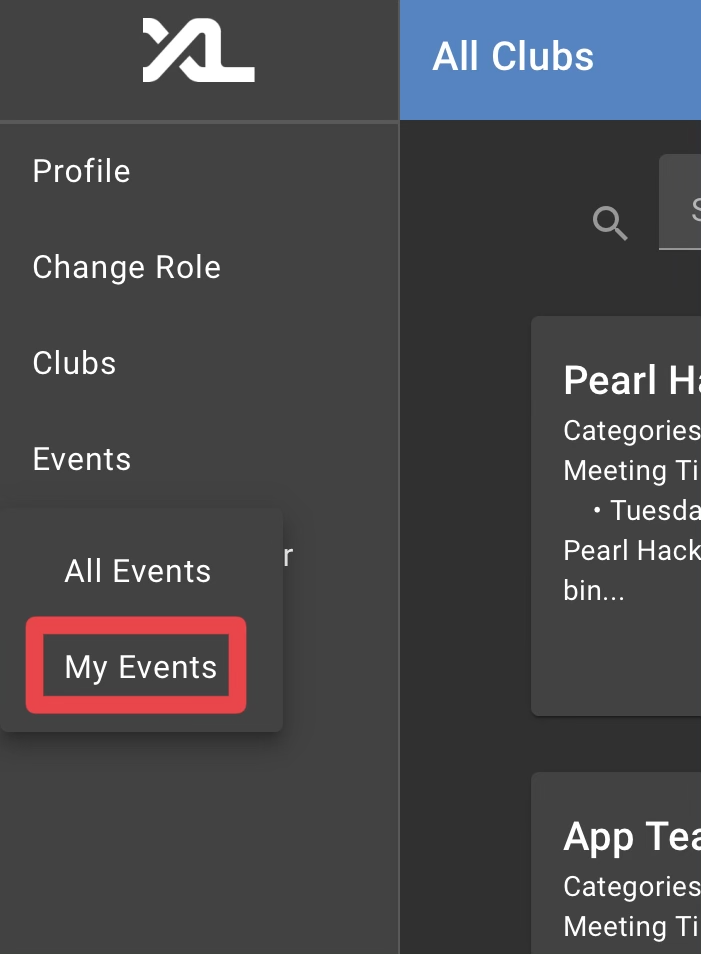 XL
All Clubs
Profile
Change Role
Clubs
Events
r
All Events
My Events
S
Pearl Ha
Categories
Meeting Ti
• Tuesda
Pearl Hack
bin...
App Tea
Categories
Meeting Ti